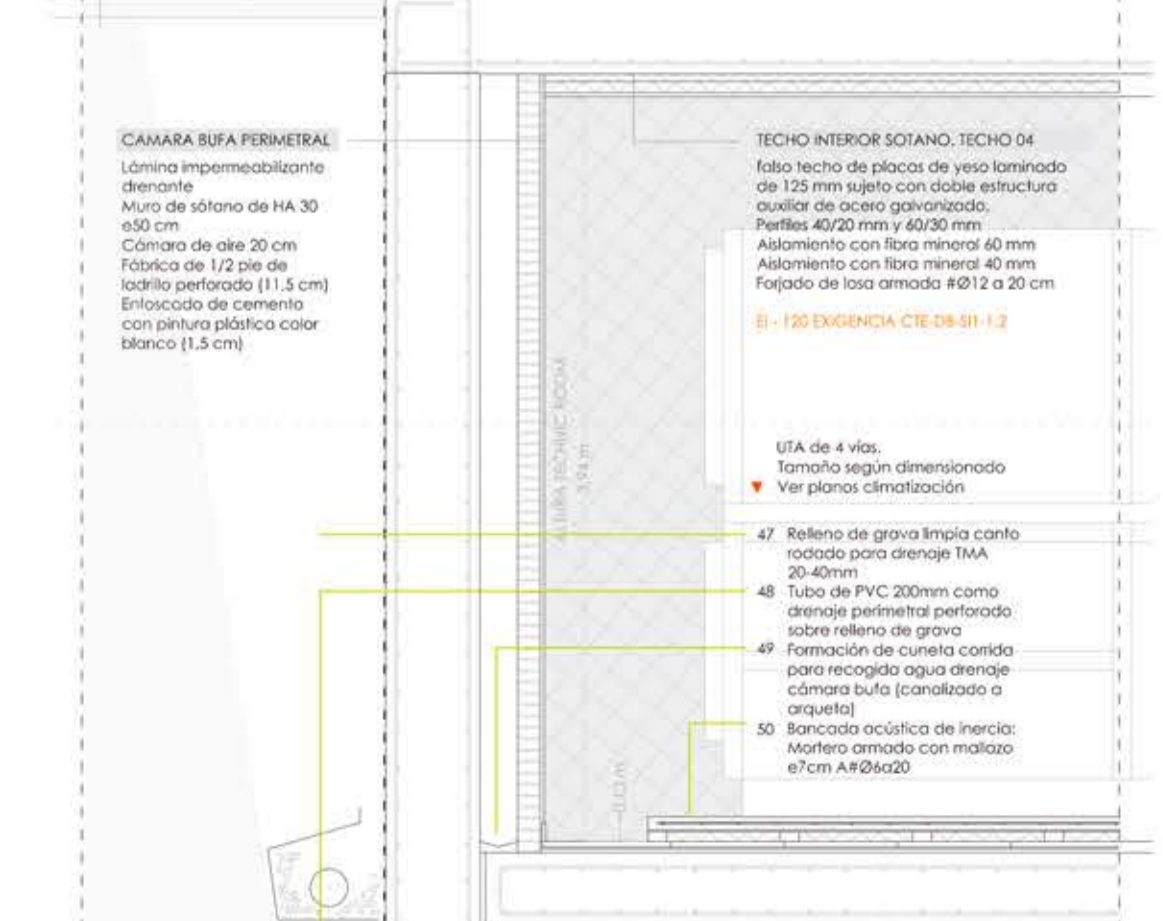 CAMARA BUFA PERIMETRAL
Lámina impermeabilizante
drenante
Muro de sótano de HA 30
e50 cm
Cámara de aire 20 cm
Fábrica de 1/2 pie de
ladrillo perforado (11,5 cm)
Enfoscado de cemento
con pintura plástica color
blanco (1,5 cm)
TECHO INTERIOR SOTANO. TECHO 04
falso techo de placas de yeso laminado
de 125 mm sujeto con doble estructura
auxiliar de acero galvanizado.
Perfiles 40/20 mm y 60/30 mm
Aislamiento con fibra mineral 60 mm
Aislamiento con fibra mineral 40 mm
Forjado de losa armada #Ø12 a 20 cm
EI - 120 EXIGENCIA CTE-DB-SI1-1.2
ALTURA TECHNIC ROOM
3,94 m
UTA de 4 vías.
Tamaño según dimensionado
Ver planos climatización
47 Relleno de grava limpia canto
rodado para drenaje TMA
20-40mm
48 Tubo de PVC 200mm como
drenaje perimetral perforado
sobre relleno de grava
49 Formación de cuneta corrida
para recogida agua drenaje
cámara bufa (canalizado a
arqueta)
50 Bancada acústica de inercia:
Mortero armado con mallazo
e7cm A#Ø6a20